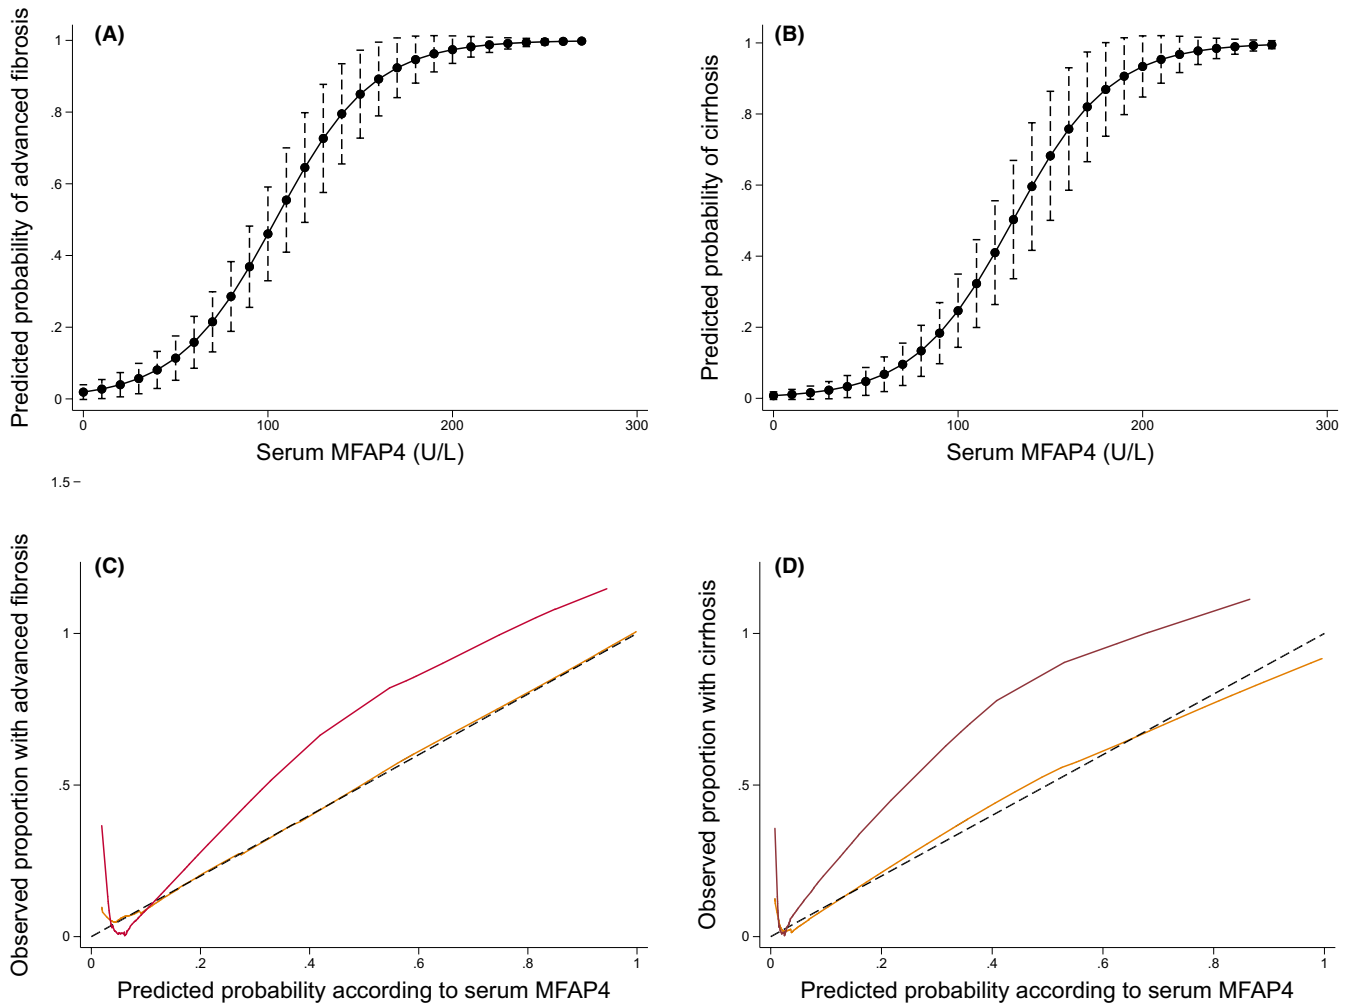 (A)
Predicted probability of advanced fibrosis
1
.8
.6
.4
.2
0
0 100 200 300
Serum MFAP4 (U/L)
(B)
Predicted probability of cirrhosis
1
.8
.6
.4
.2
0
0 100 200 300
Serum MFAP4 (U/L)
1.5
(C)
Observed proportion with advanced fibrosis
1
.5
0
0 .2 .4 .6 .8 1
Predicted probability according to serum MFAP4
(D)
Observed proportion with cirrhosis
1
.5
0
0 .2 .4 .6 .8 1
Predicted probability according to serum MFAP4